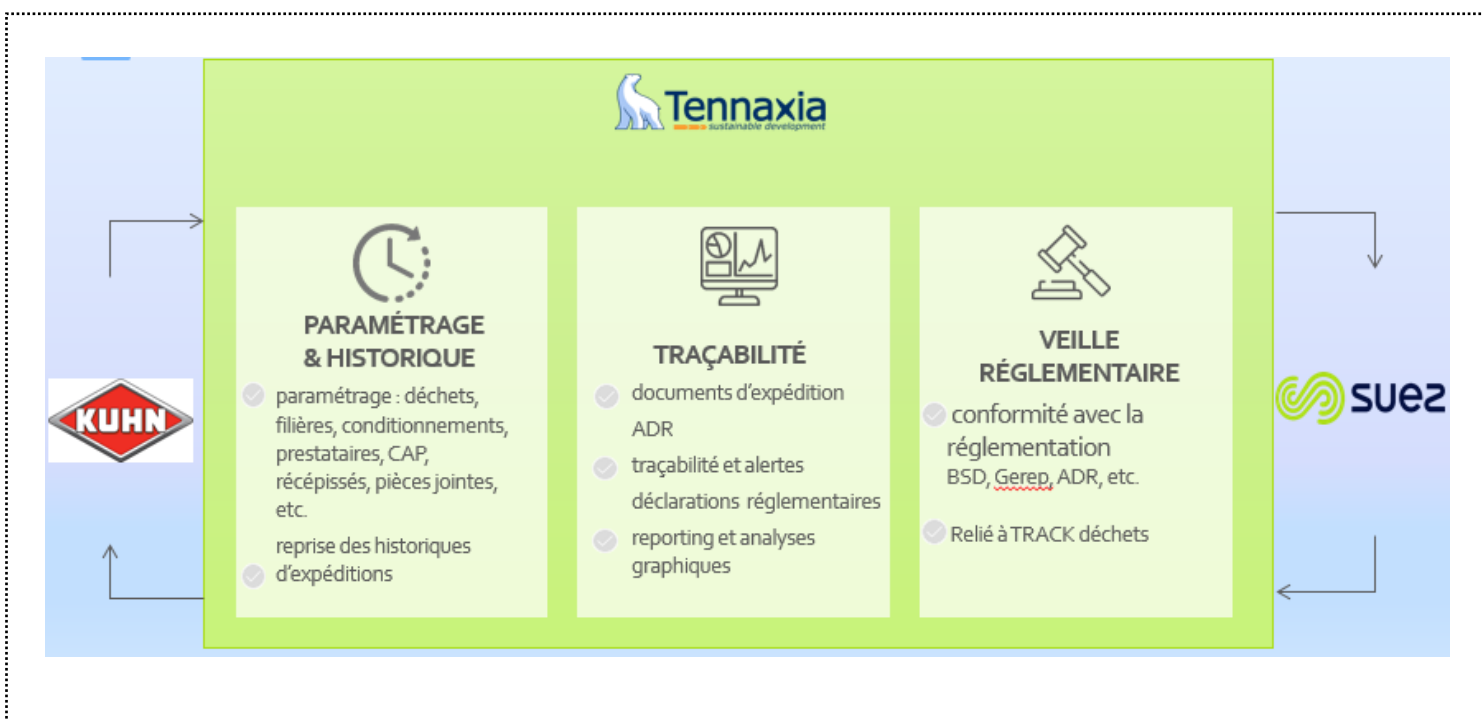 Tennaxia
sustainable development
PARAMÉTRAGE
& HISTORIQUE
paramétrage : déchets,
filières, conditionnements,
prestataires, CAP,
récépissés, pièces jointes,
etc.
reprise des historiques
d'expéditions
TRAÇABILITÉ
documents d'expédition
ADR
traçabilité et alertes
déclarations réglementaires
reporting et analyses
graphiques
VEILLE
RÉGLEMENTAIRE
conformité avec la
réglementation
BSD, Gerep, ADR, etc.
Relié à TRACK déchets
KUHN
suez